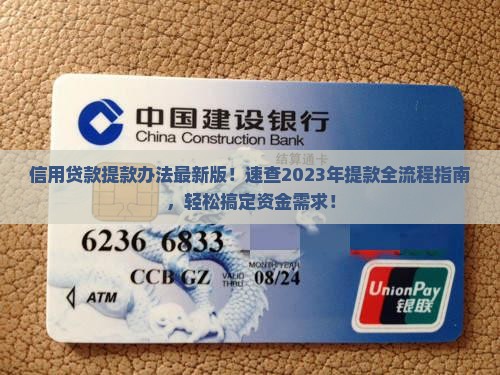 中国建设银行
China Construction Bank
结算通卡
信用贷款提款办法最新版！速查2023年提款全流程指南
，轻松搞定资金需求！
6236 6833
MONTH/YEAR
CCB GZ VALID THRU 08/24
ATM
UnionPay
银联